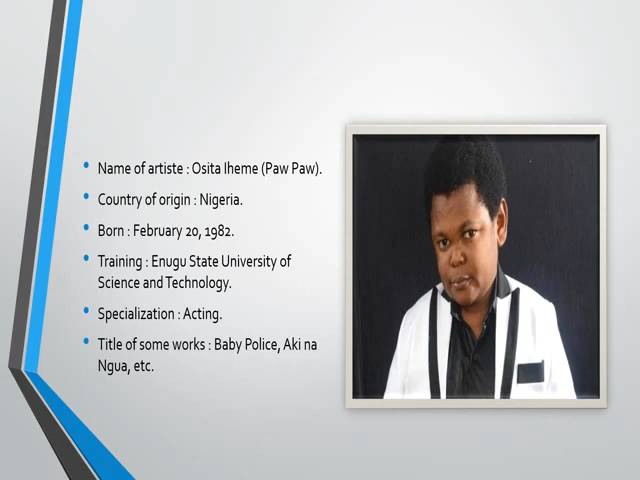 Name of artiste : Osita Iheme (Paw Paw).
Country of origin : Nigeria.
Born : February 20, 1982.
Training : Enugu State University of
Science and Technology.
Specialization : Acting.
Title of some works : Baby Police, Aki na
Ngua, etc.